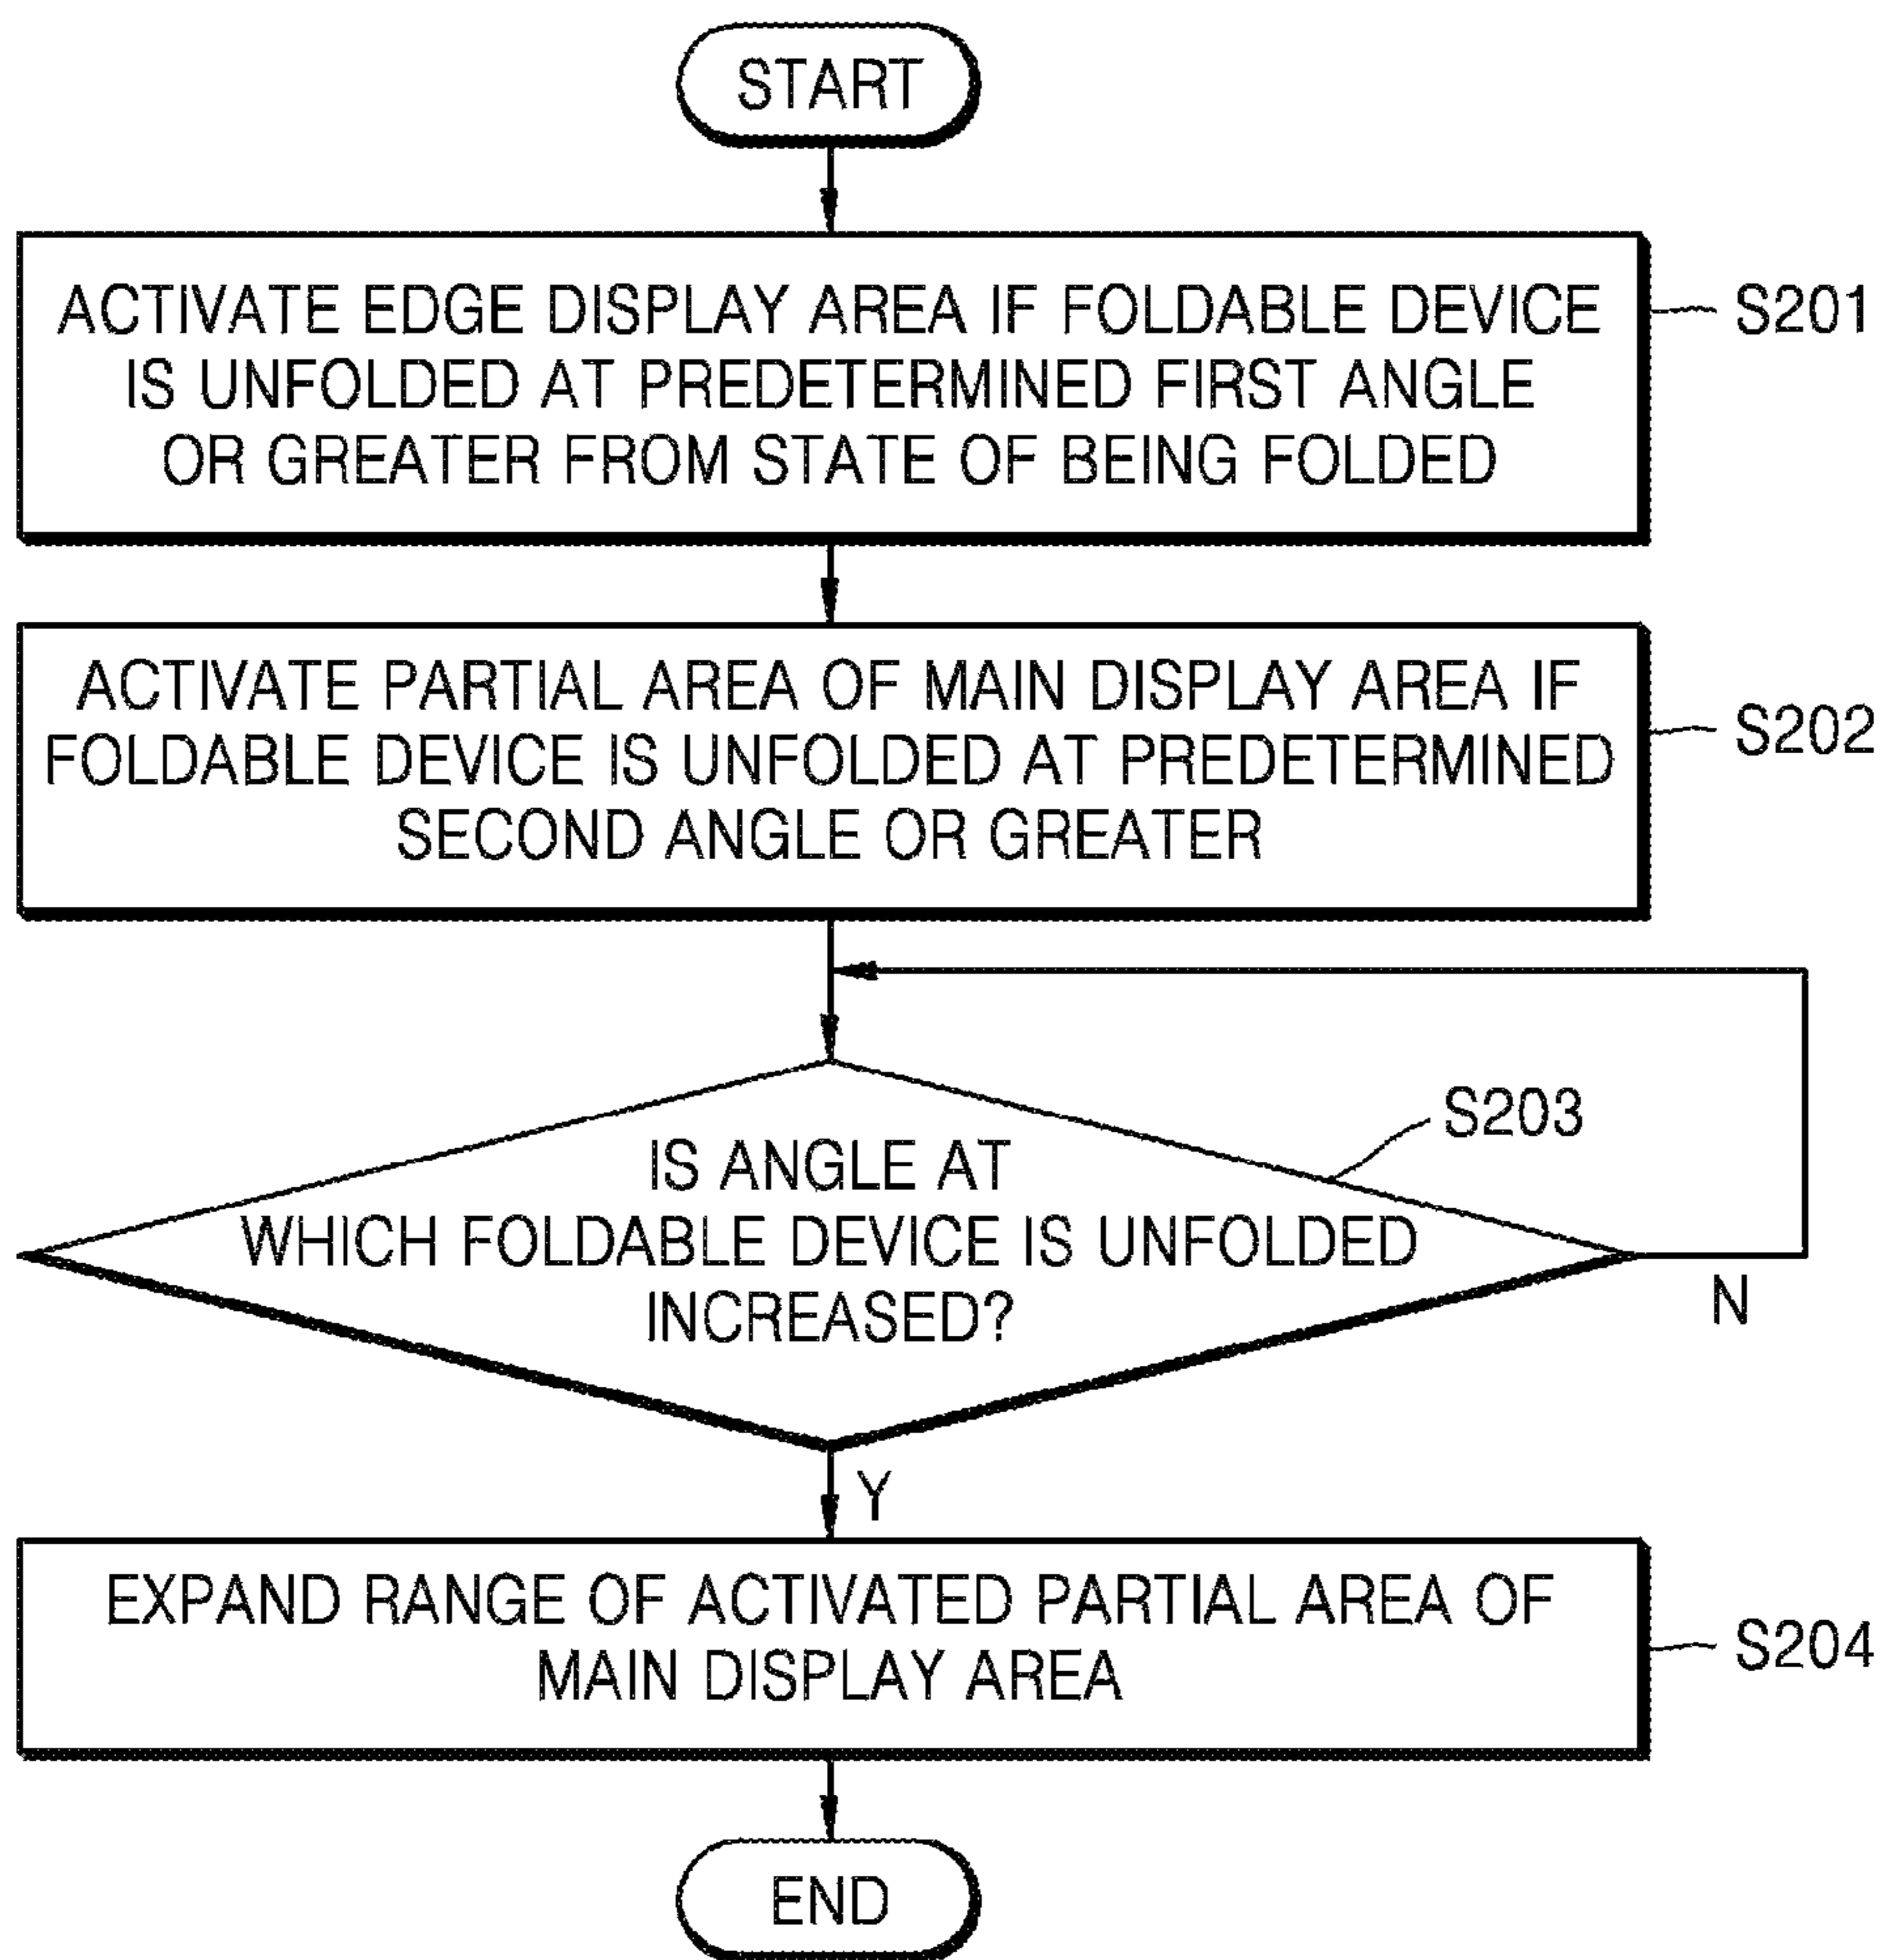 START
ACTIVATE EDGE DISPLAY AREA IF FOLDABLE DEVICE
IS UNFOLDED AT PREDETERMINED FIRST ANGLE
OR GREATER FROM STATE OF BEING FOLDED
S201
ACTIVATE PARTIAL AREA OF MAIN DISPLAY AREA IF
FOLDABLE DEVICE IS UNFOLDED AT PREDETERMINED
SECOND ANGLE OR GREATER
S202
S203
IS ANGLE AT
WHICH FOLDABLE DEVICE IS UNFOLDED
INCREASED?
N
Y
EXPAND RANGE OF ACTIVATED PARTIAL AREA OF
MAIN DISPLAY AREA
S204
END